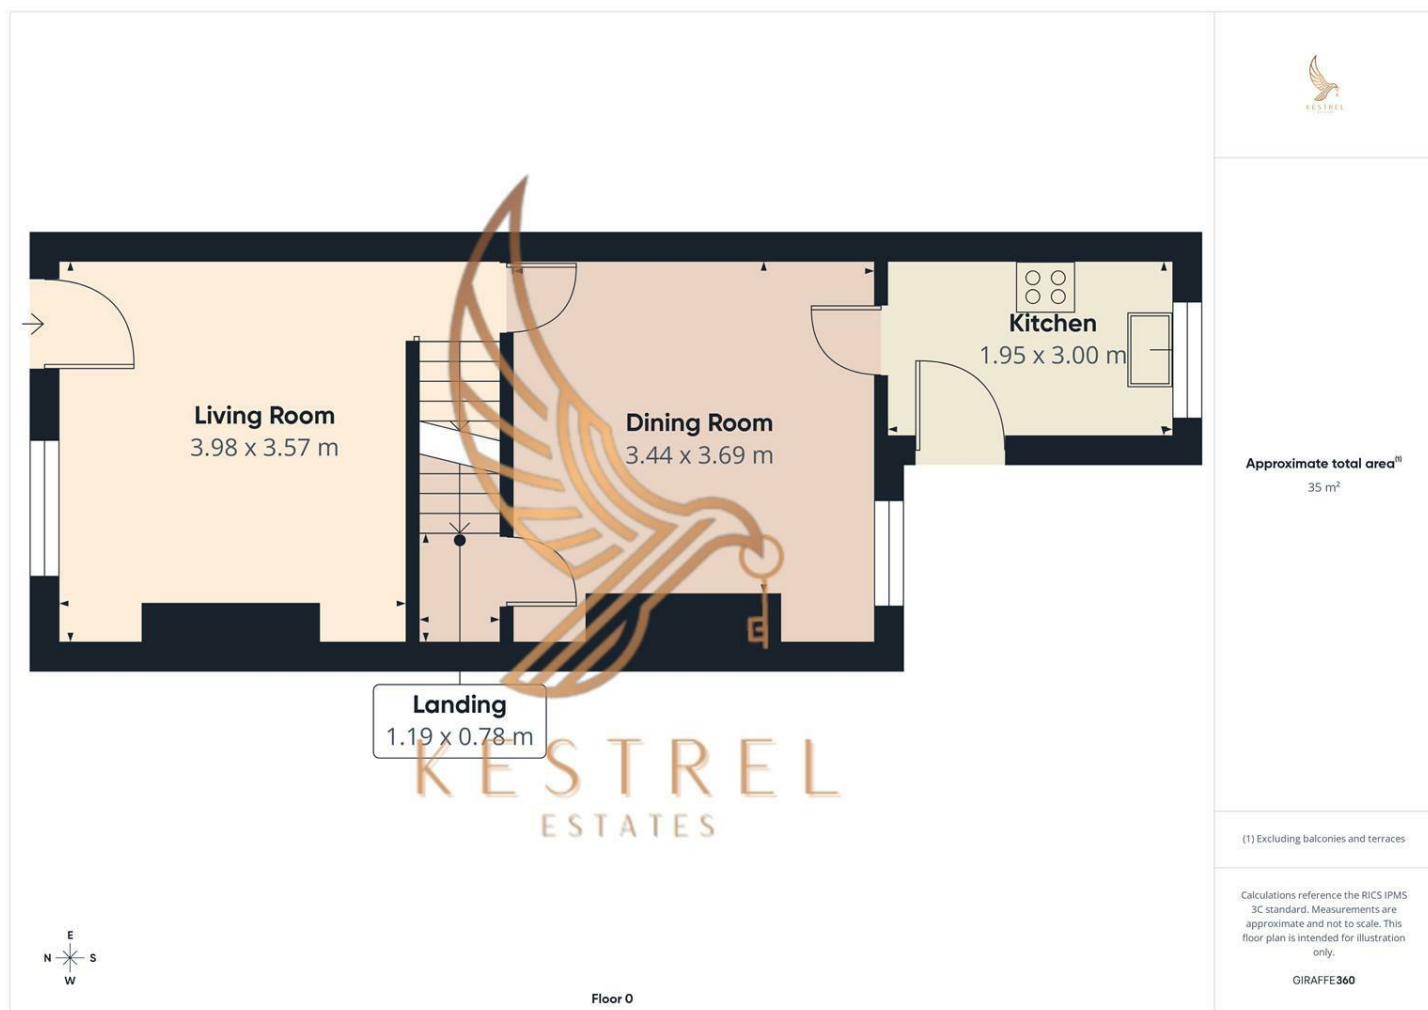 KESTREL
Living Room
3.98 x 3.57 m
Dining Room
3.44 x 3.69 m
Kitchen
1.95 x 3.00 m
Landing
1.19 x 0.78 m
KESTREL
ESTATES
Approximate total area(1)
35 m²
(1) Excluding balconies and terraces
Calculations reference the RICS IPMS
3C standard. Measurements are
approximate and not to scale. This
floor plan is intended for illustration
only.
GIRAFFE360
E
N S
W
Floor 0